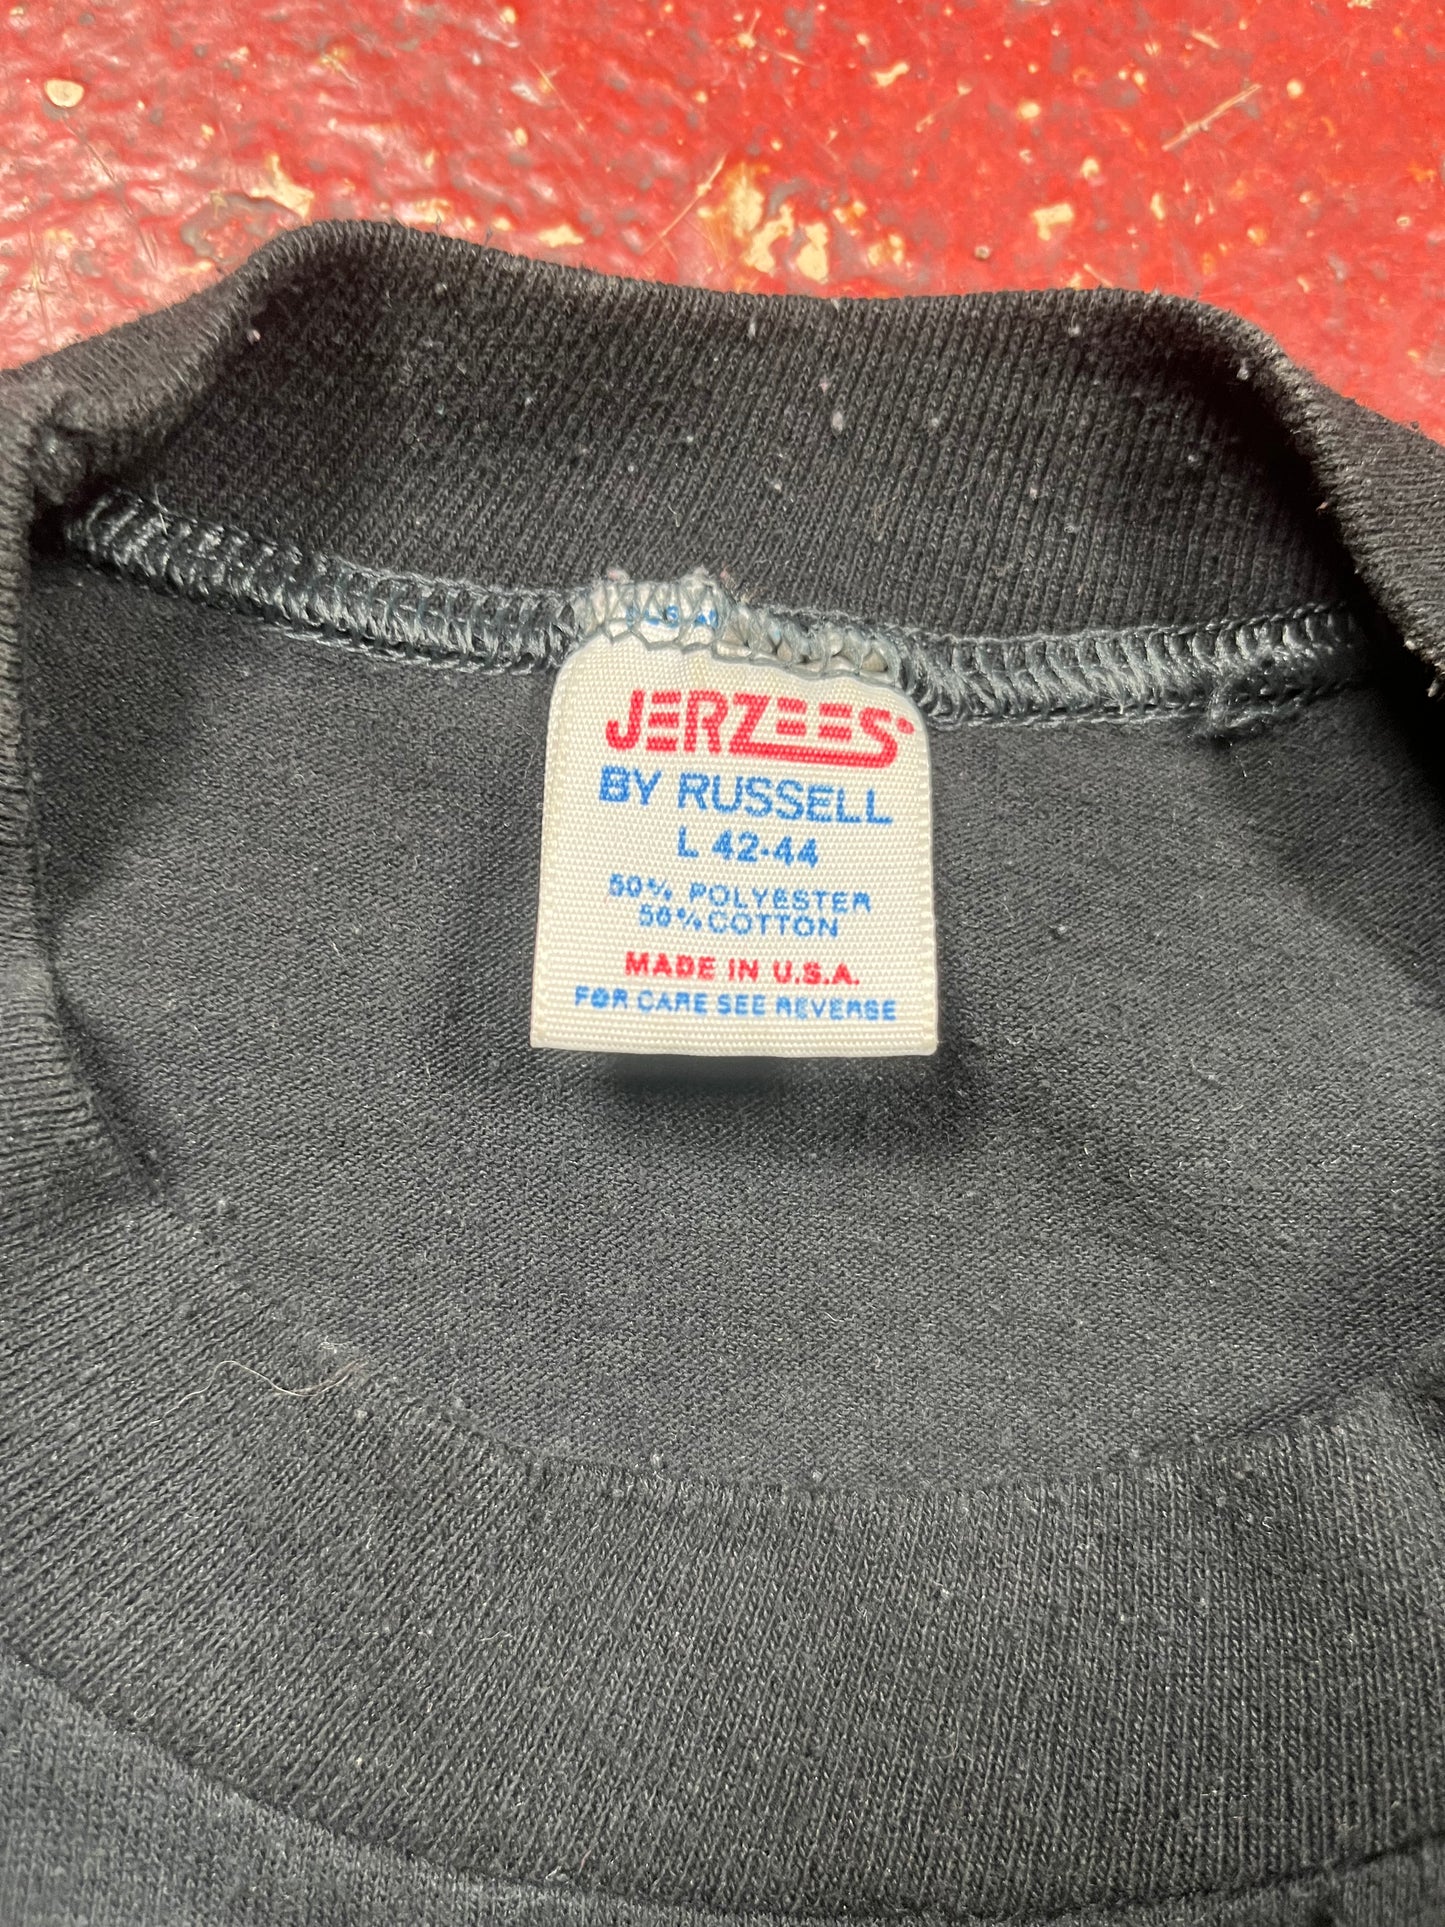 JERZEES
BY RUSSELL
L 42-44
50% POLYESTER
50% COTTON
MADE IN U.S.A.
FOR CARE SEE REVERSE